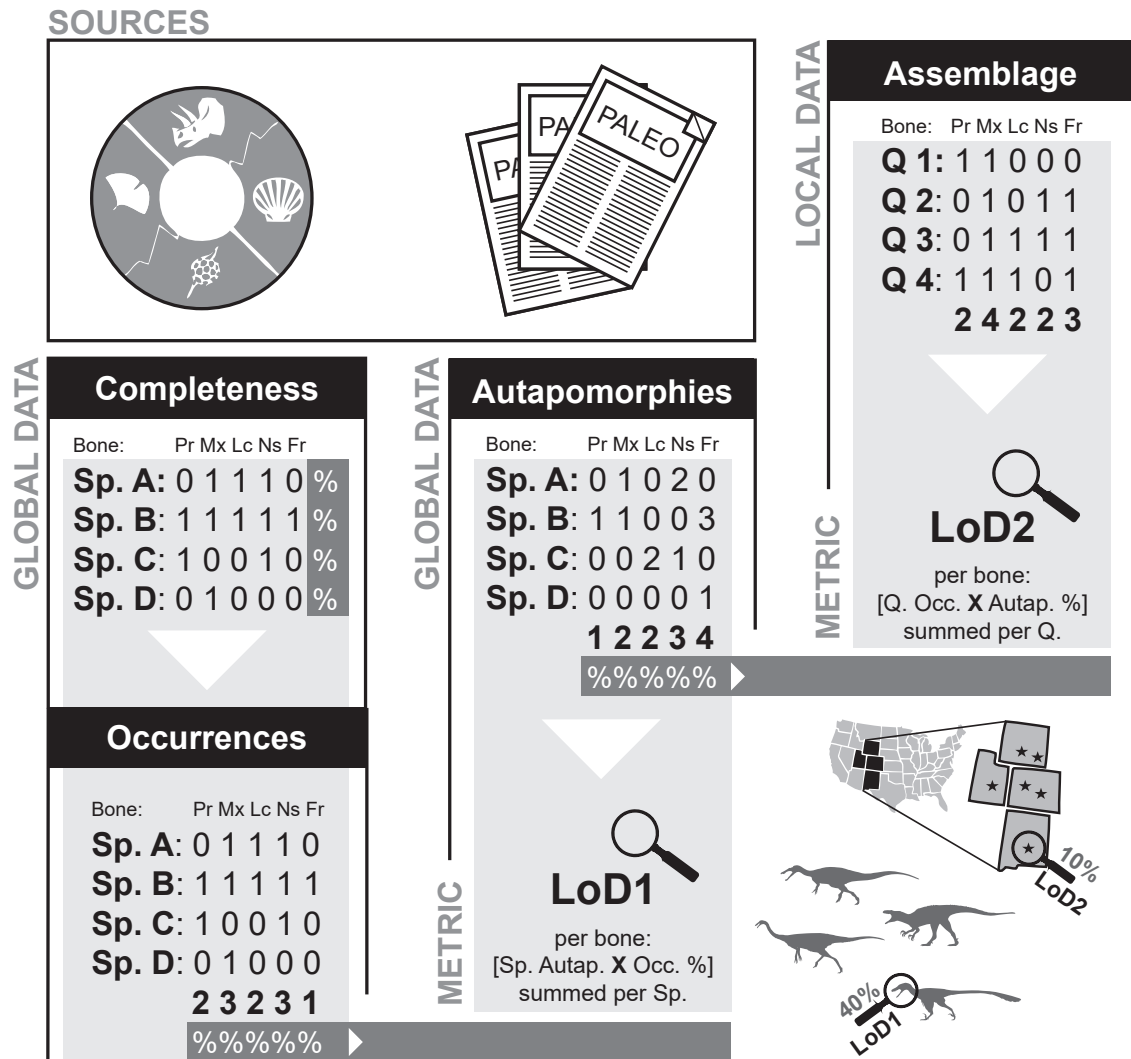 SOURCES
PA
PA
PALEO
GLOBAL DATA
Completeness
Bone: Pr Mx Lc Ns Fr
Sp. A: 0 1 1 1 0 %
Sp. B: 1 1 1 1 1 %
Sp. C: 1 0 0 1 0 %
Sp. D: 0 1 0 0 0 %
Occurrences
Bone: Pr Mx Lc Ns Fr
Sp. A: 0 1 1 1 0
Sp. B: 1 1 1 1 1
Sp. C: 1 0 0 1 0
Sp. D: 0 1 0 0 0
2 3 2 3 1
%%%%%
GLOBAL DATA
Autapomorphies
Bone: Pr Mx Lc Ns Fr
Sp. A: 0 1 0 2 0
Sp. B: 1 1 0 0 3
Sp. C: 0 0 2 1 0
Sp. D: 0 0 0 0 1
1 2 2 3 4
%%%%%
METRIC
LoD1
per bone:
[Sp. Autap. X Occ. %]
summed per Sp.
LOCAL DATA
Assemblage
Bone: Pr Mx Lc Ns Fr
Q 1: 1 1 0 0 0
Q 2: 0 1 0 1 1
Q 3: 0 1 1 1 1
Q 4: 1 1 1 0 1
2 4 2 2 3
METRIC
LoD2
per bone:
[Q. Occ. X Autap. %]
summed per Q.
10%
LoD2
40%
LoD1